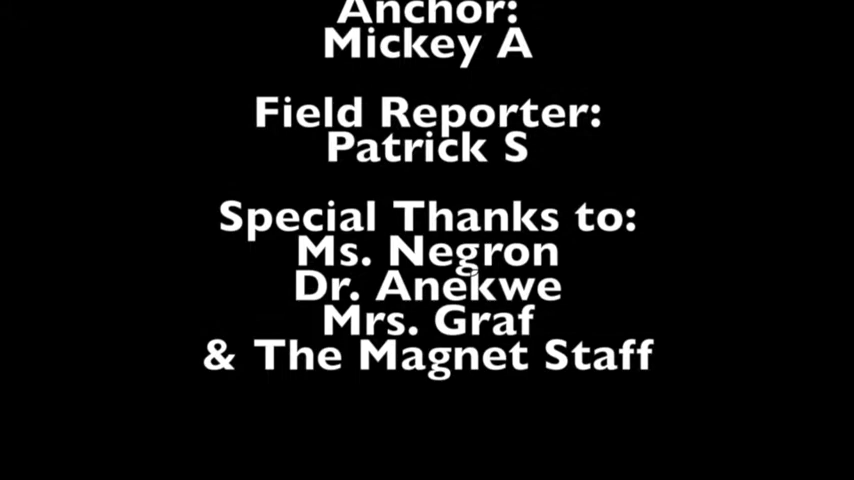 Anchor:
Mickey A
Field Reporter:
Patrick S
Special Thanks to:
Ms. Negron
Dr. Anekwe
Mrs. Graf
& The Magnet Staff